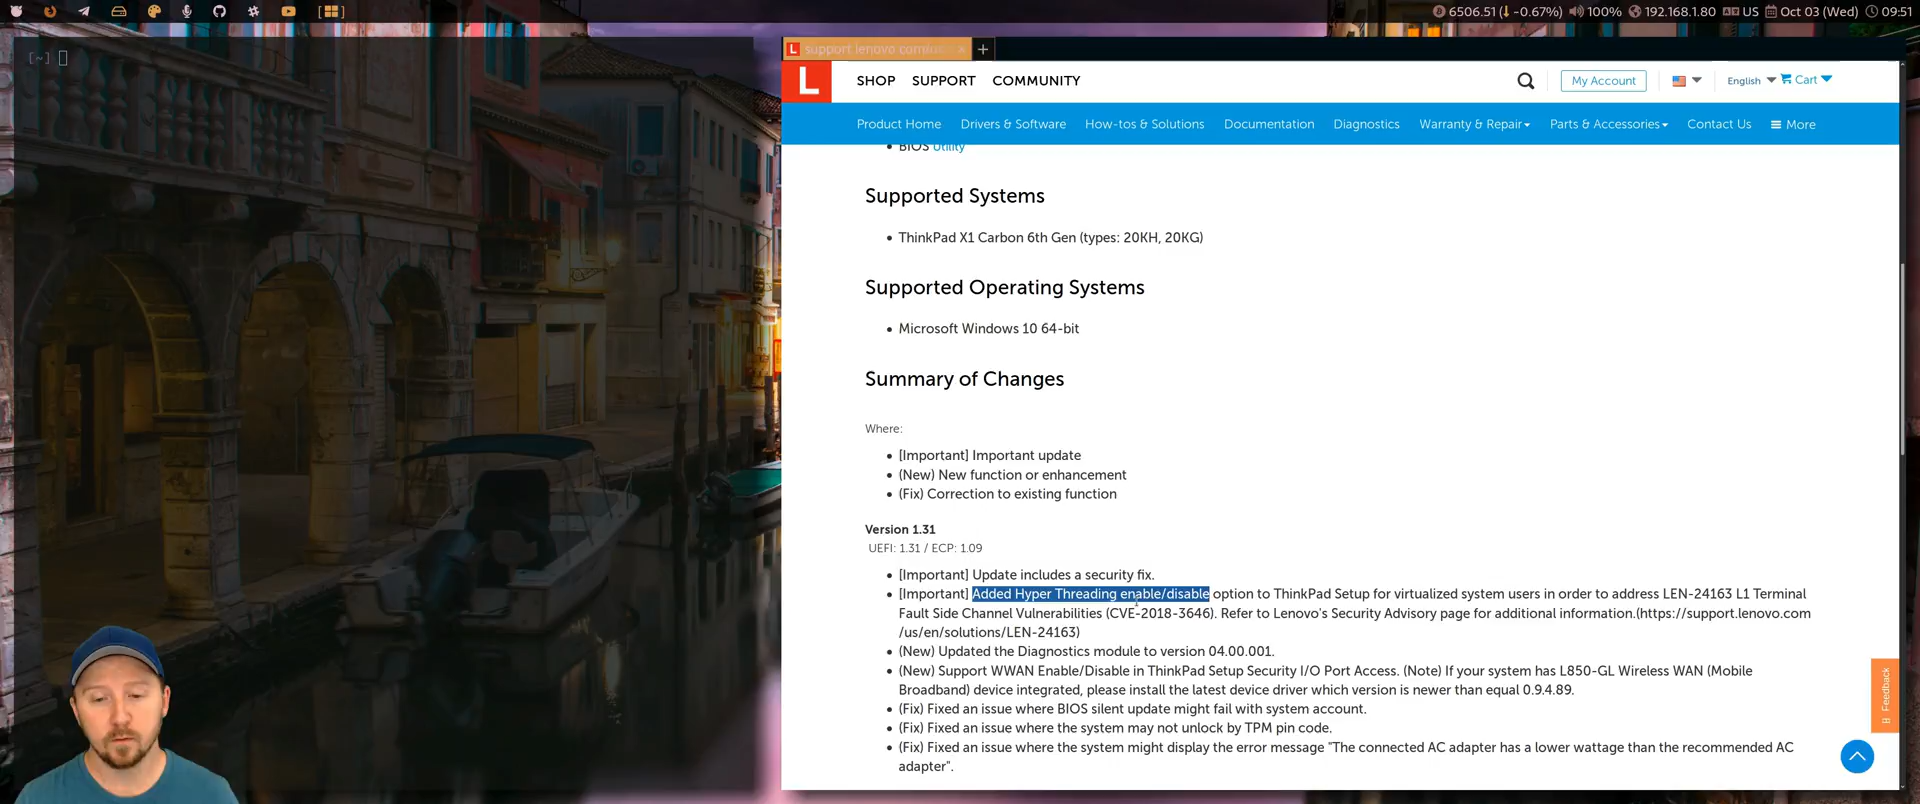 6506.51 ( -0.67%) 100% 192.168.1.80 US Oct 03 (Wed) 09:51
[~]
L support lenovo com/us × +
L SHOP SUPPORT COMMUNITY My Account English Cart
Product Home Drivers & Software How-tos & Solutions Documentation Diagnostics Warranty & Repair Parts & Accessories Contact Us More
• BIOS Utility
Supported Systems
• ThinkPad X1 Carbon 6th Gen (types: 20KH, 20KG)
Supported Operating Systems
• Microsoft Windows 10 64-bit
Summary of Changes
Where:
• [Important] Important update
• (New) New function or enhancement
• (Fix) Correction to existing function
Version 1.31
UEFI: 1.31 / ECP: 1.09
• [Important] Update includes a security fix.
• [Important] Added Hyper Threading enable/disable option to ThinkPad Setup for virtualized system users in order to address LEN-24163 L1 Terminal
Fault Side Channel Vulnerabilities (CVE-2018-3646). Refer to Lenovo's Security Advisory page for additional information.(https://support.lenovo.com
/us/en/solutions/LEN-24163)
• (New) Updated the Diagnostics module to version 04.00.001.
• (New) Support WWAN Enable/Disable in ThinkPad Setup Security I/O Port Access. (Note) If your system has L850-GL Wireless WAN (Mobile
Broadband) device integrated, please install the latest device driver which version is newer than equal 0.9.4.89.
• (Fix) Fixed an issue where BIOS silent update might fail with system account.
• (Fix) Fixed an issue where the system may not unlock by TPM pin code.
• (Fix) Fixed an issue where the system might display the error message "The connected AC adapter has a lower wattage than the recommended AC
adapter".
Feedback